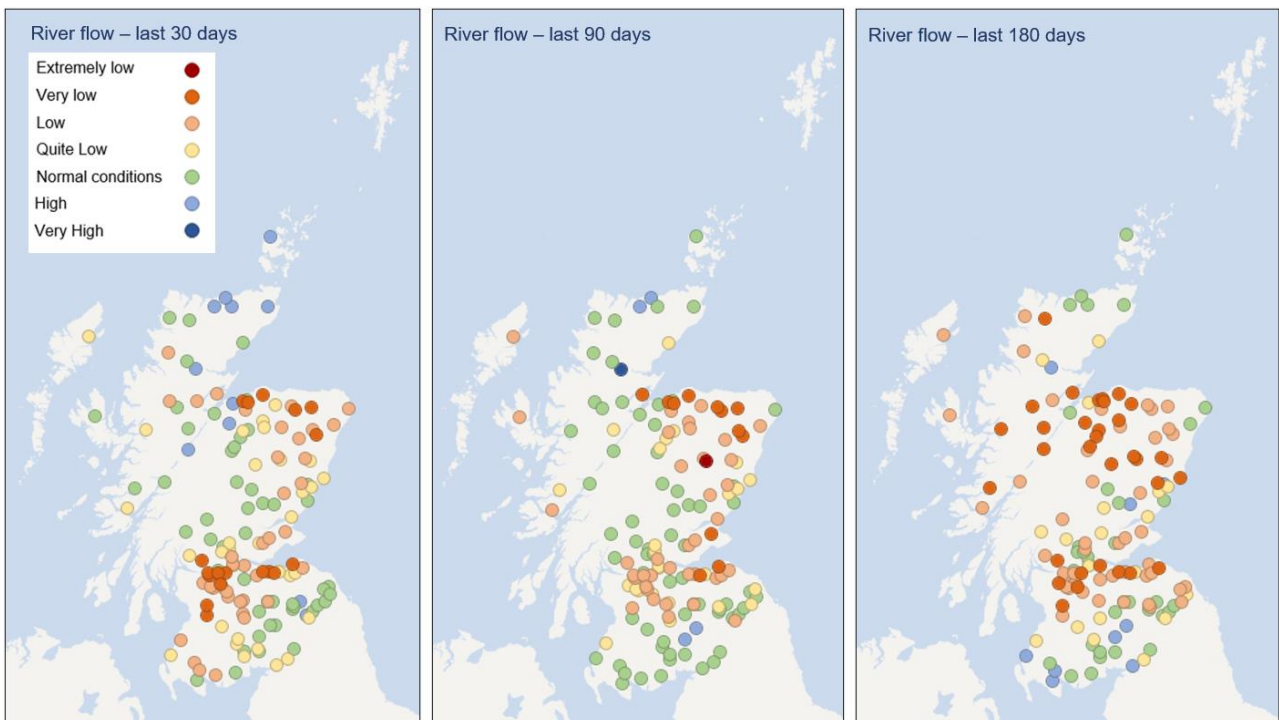 River flow – last 30 days
Extremely low
Very low
Low
Quite Low
Normal conditions
High
Very High
River flow – last 90 days
River flow – last 180 days